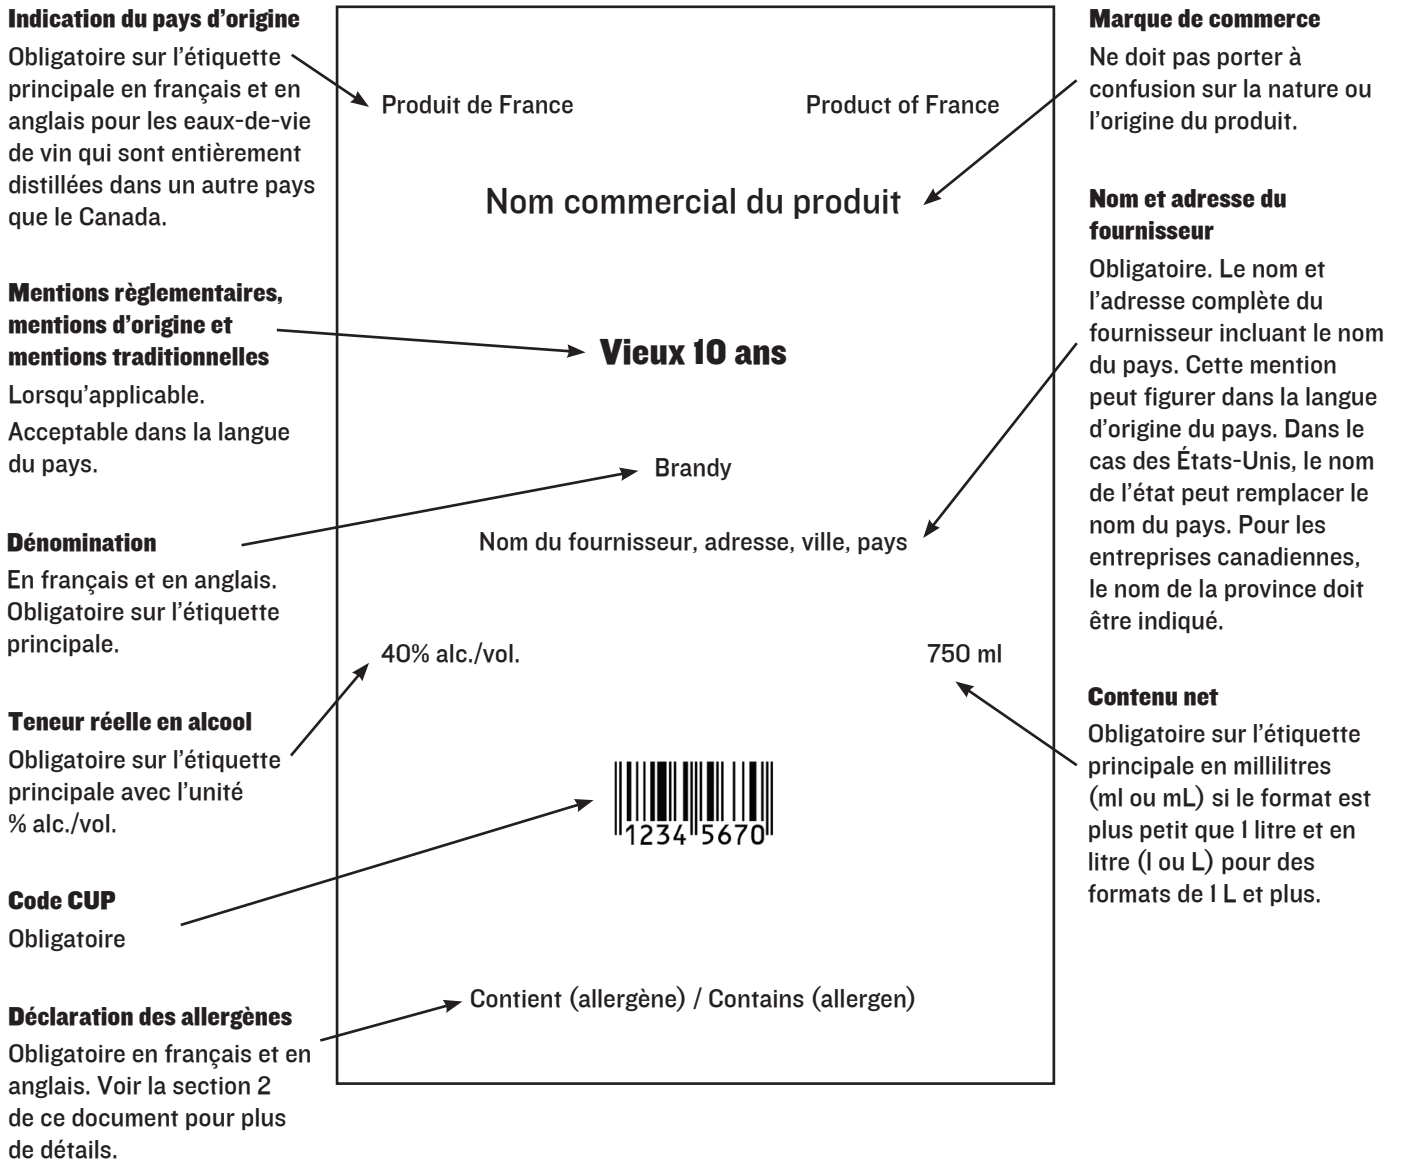 Indication du pays d'origine
Obligatoire sur l'étiquette
principale en français et en
anglais pour les eaux-de-vie
de vin qui sont entièrement
distillées dans un autre pays
que le Canada.
Mentions règlementaires,
mentions d'origine et
mentions traditionnelles
Lorsqu'applicable.
Acceptable dans la langue
du pays.
Dénomination
En français et en anglais.
Obligatoire sur l'étiquette
principale.
Teneur réelle en alcool
Obligatoire sur l'étiquette
principale avec l'unité
% alc./vol.
Code CUP
Obligatoire
Déclaration des allergènes
Obligatoire en français et en
anglais. Voir la section 2
de ce document pour plus
de détails.
Produit de France
Product of France
Nom commercial du produit
Vieux 10 ans
Brandy
Nom du fournisseur, adresse, ville, pays
40% alc./vol.
750 ml
1234 5670
Contient (allergène) / Contains (allergen)
Marque de commerce
Ne doit pas porter à
confusion sur la nature ou
l'origine du produit.
Nom et adresse du
fournisseur
Obligatoire. Le nom et
l'adresse complète du
fournisseur incluant le nom
du pays. Cette mention
peut figurer dans la langue
d'origine du pays. Dans le
cas des États-Unis, le nom
de l'état peut remplacer le
nom du pays. Pour les
entreprises canadiennes,
le nom de la province doit
être indiqué.
Contenu net
Obligatoire sur l'étiquette
principale en millilitres
(ml ou mL) si le format est
plus petit que 1 litre et en
litre (l ou L) pour des
formats de 1 L et plus.